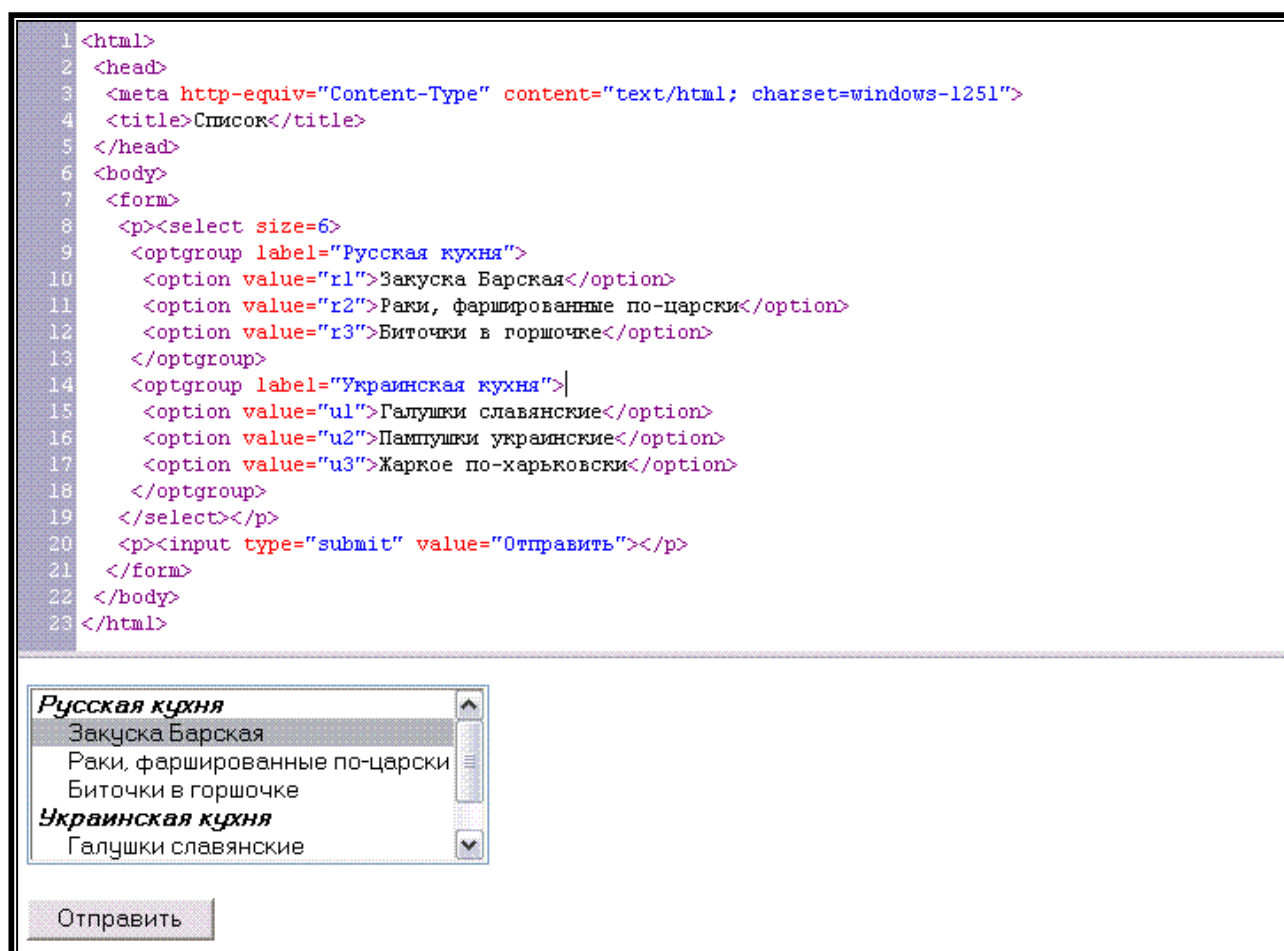 1 <html>
2 <head>
3 <meta http-equiv="Content-Type" content="text/html; charset=windows-1251">
4 <title>Список</title>
5 </head>
6 <body>
7 <form>
8 <p><select size=6>
9 <optgroup label="Русская кухня">
10 <option value="r1">Закуска Барская</option>
11 <option value="r2">Раки, фаршированные по-царски</option>
12 <option value="r3">Биточки в горшочке</option>
13 </optgroup>
14 <optgroup label="Украинская кухня">
15 <option value="u1">Галушки славянские</option>
16 <option value="u2">Пампушки украинские</option>
17 <option value="u3">Жаркое по-харьковски</option>
18 </optgroup>
19 </select></p>
20 <p><input type="submit" value="Отправить"></p>
21 </form>
22 </body>
23 </html>
Русская кухня
Закуска Барская
Раки, фаршированные по-царски
Биточки в горшочке
Украинская кухня
Галушки славянские
Отправить